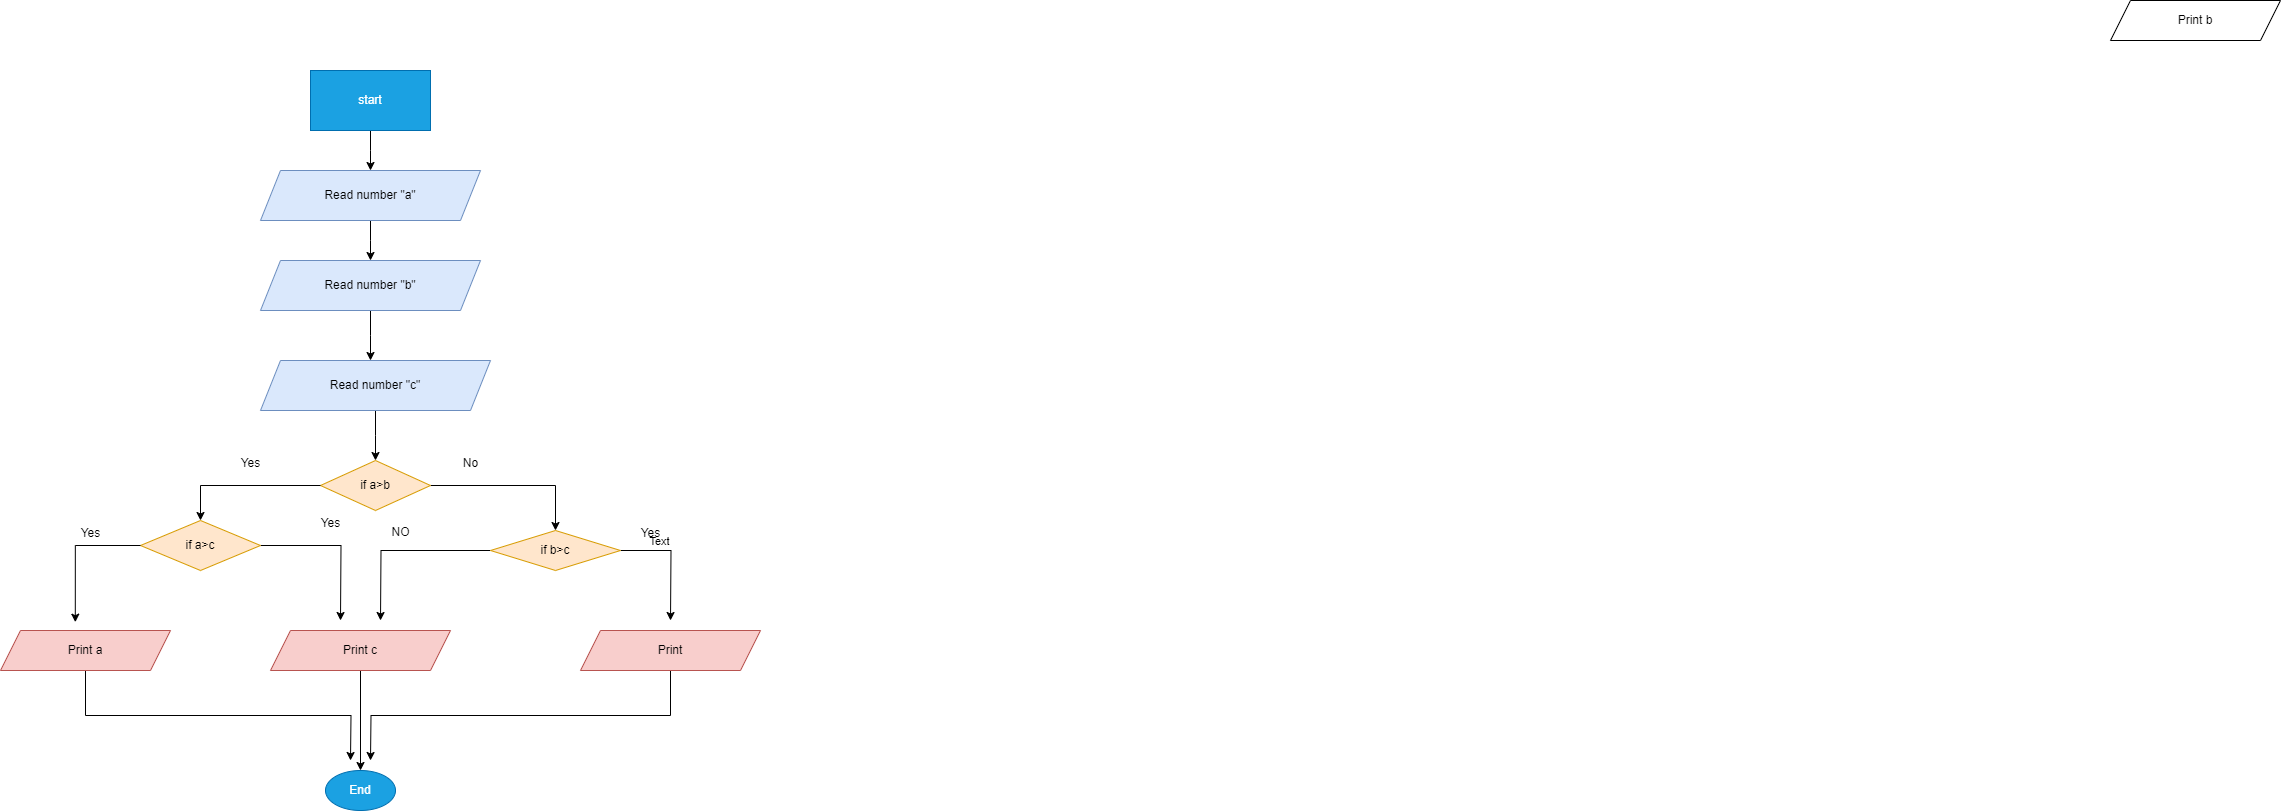 Print b
start
Read number "a"
Read number "b"
Read number "c"
Yes
No
if a>b
Yes
Yes
NO
Yes
Text
if a>c
if b>c
Print a
Print c
Print
End